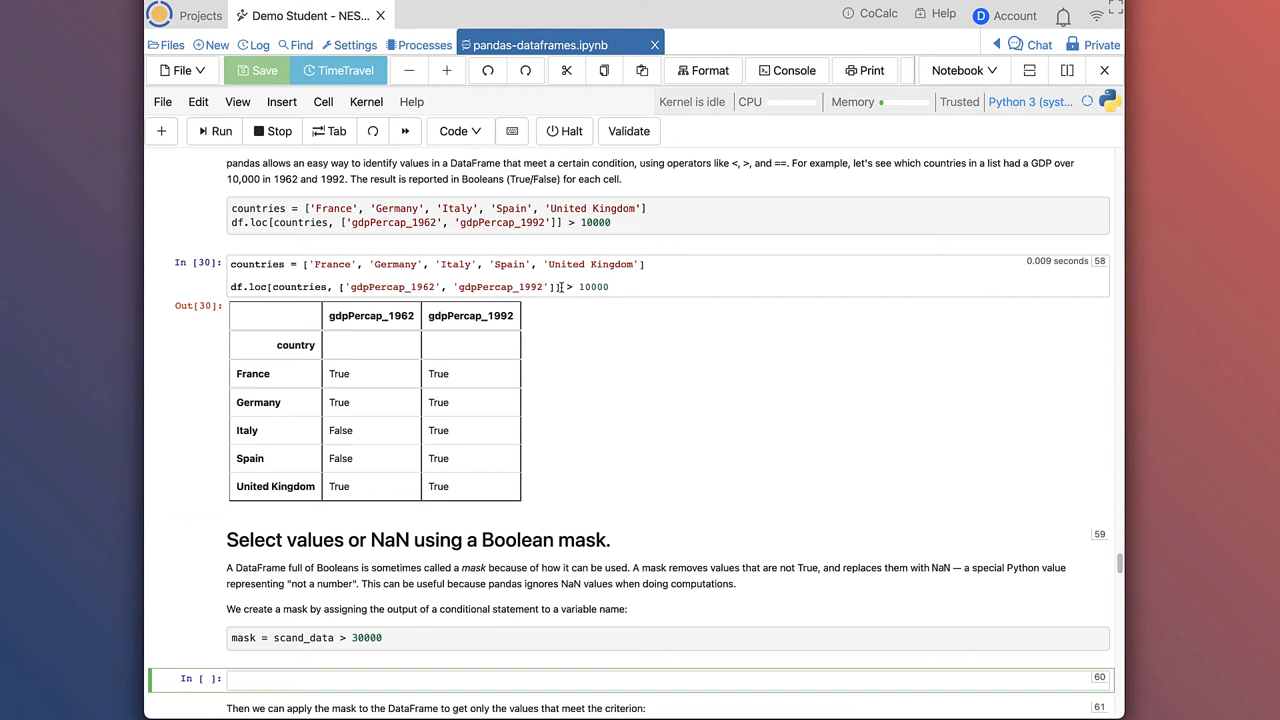 Projects Demo Student - NES... CoCalc Help Account
Files New Log Find Settings Processes pandas-dataframes.ipynb Chat Private
File Save TimeTravel Format Console Print Notebook
File Edit View Insert Cell Kernel Help Kernel is idle CPU Memory Trusted Python 3 (syst...
Run Stop Tab Code Halt Validate
pandas allows an easy way to identify values in a DataFrame that meet a certain condition, using operators like <, >, and ==. For example, let's see which countries in a list had a GDP over
10,000 in 1962 and 1992. The result is reported in Booleans (True/False) for each cell.
countries = ['France', 'Germany', 'Italy', 'Spain', 'United Kingdom']
df.loc[countries, ['gdpPercap_1962', 'gdpPercap_1992']] > 10000
In [30]: countries = ['France', 'Germany', 'Italy', 'Spain', 'United Kingdom'] 0.009 seconds 58
df.loc[countries, ['gdpPercap_1962', 'gdpPercap_1992']] > 10000
Out[30]:
gdpPercap_1962 gdpPercap_1992
country
France True True
Germany True True
Italy False True
Spain False True
United Kingdom True True
Select values or NaN using a Boolean mask. 59
A DataFrame full of Booleans is sometimes called a mask because of how it can be used. A mask removes values that are not True, and replaces them with NaN — a special Python value
representing "not a number". This can be useful because pandas ignores NaN values when doing computations.
We create a mask by assigning the output of a conditional statement to a variable name:
mask = scand_data > 30000
In [ ]: 60
Then we can apply the mask to the DataFrame to get only the values that meet the criterion: 61